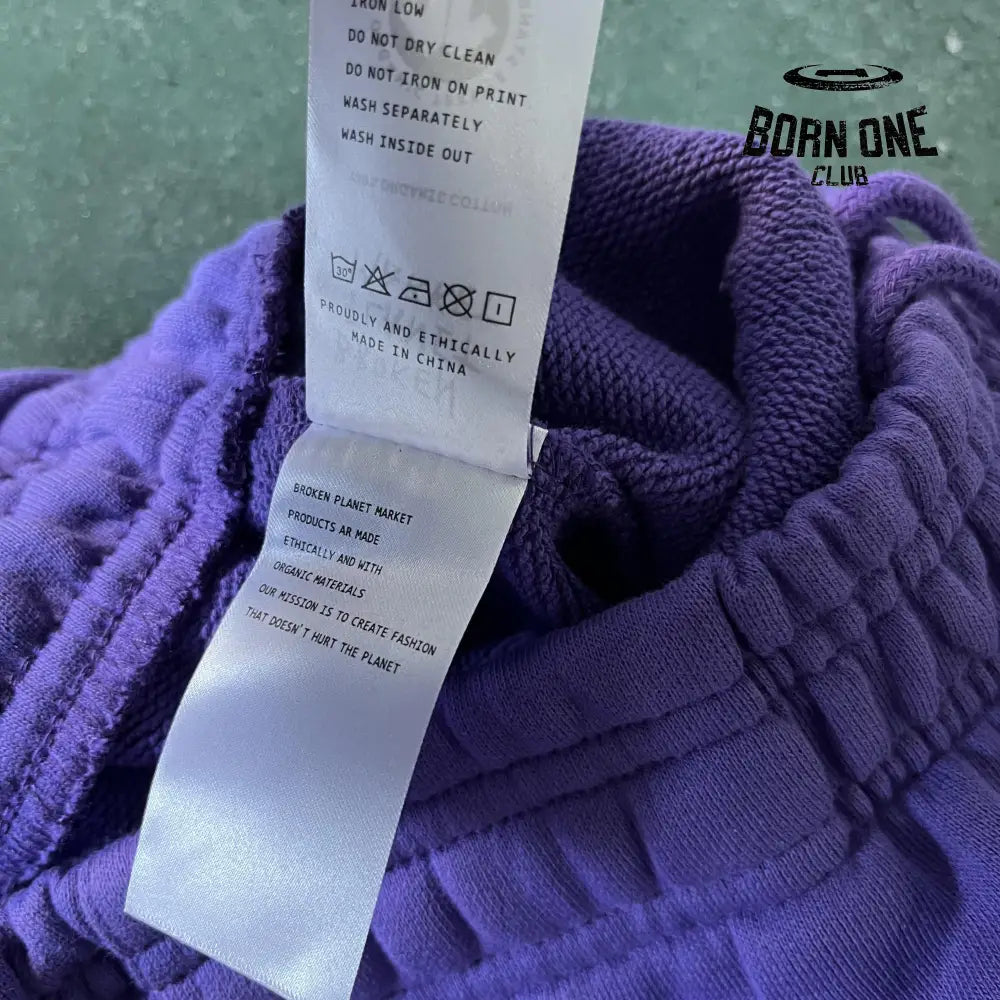 IRON LOW
DO NOT DRY CLEAN
DO NOT IRON ON PRINT
WASH SEPARATELY
WASH INSIDE OUT
30°
PROUDLY AND ETHICALLY
MADE IN CHINA
BROKEN PLANET MARKET
PRODUCTS AR MADE
ETHICALLY AND WITH
ORGANIC MATERIALS
OUR MISSION IS TO CREATE FASHION
THAT DOESN'T HURT THE PLANET
BORN ONE
CLUB